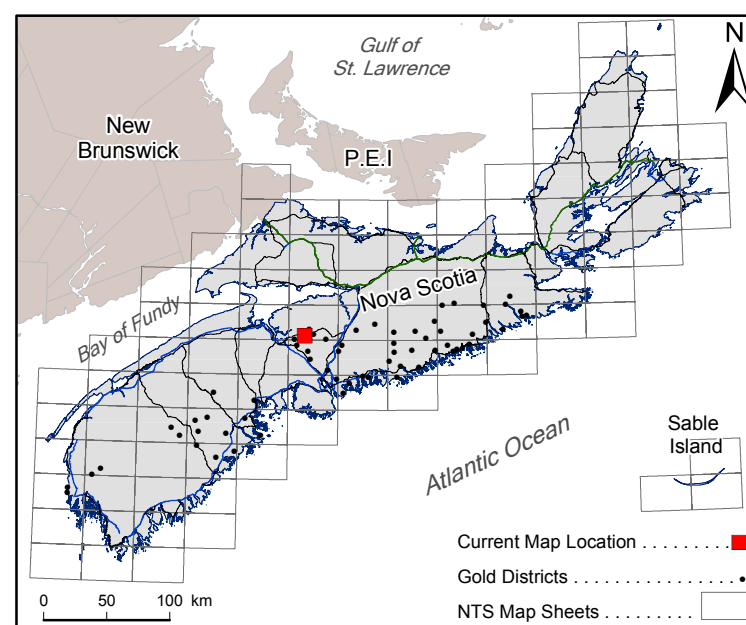 Gulf of
St. Lawrence
N
New
Brunswick
P.E.I
Nova Scotia
Bay of Fundy
Sable
Island
Atlantic Ocean
Current Map Location . . . . . . . . .
Gold Districts . . . . . . . . . . . . . . . .
NTS Map Sheets . . . . . . . . .
0 50 100 km